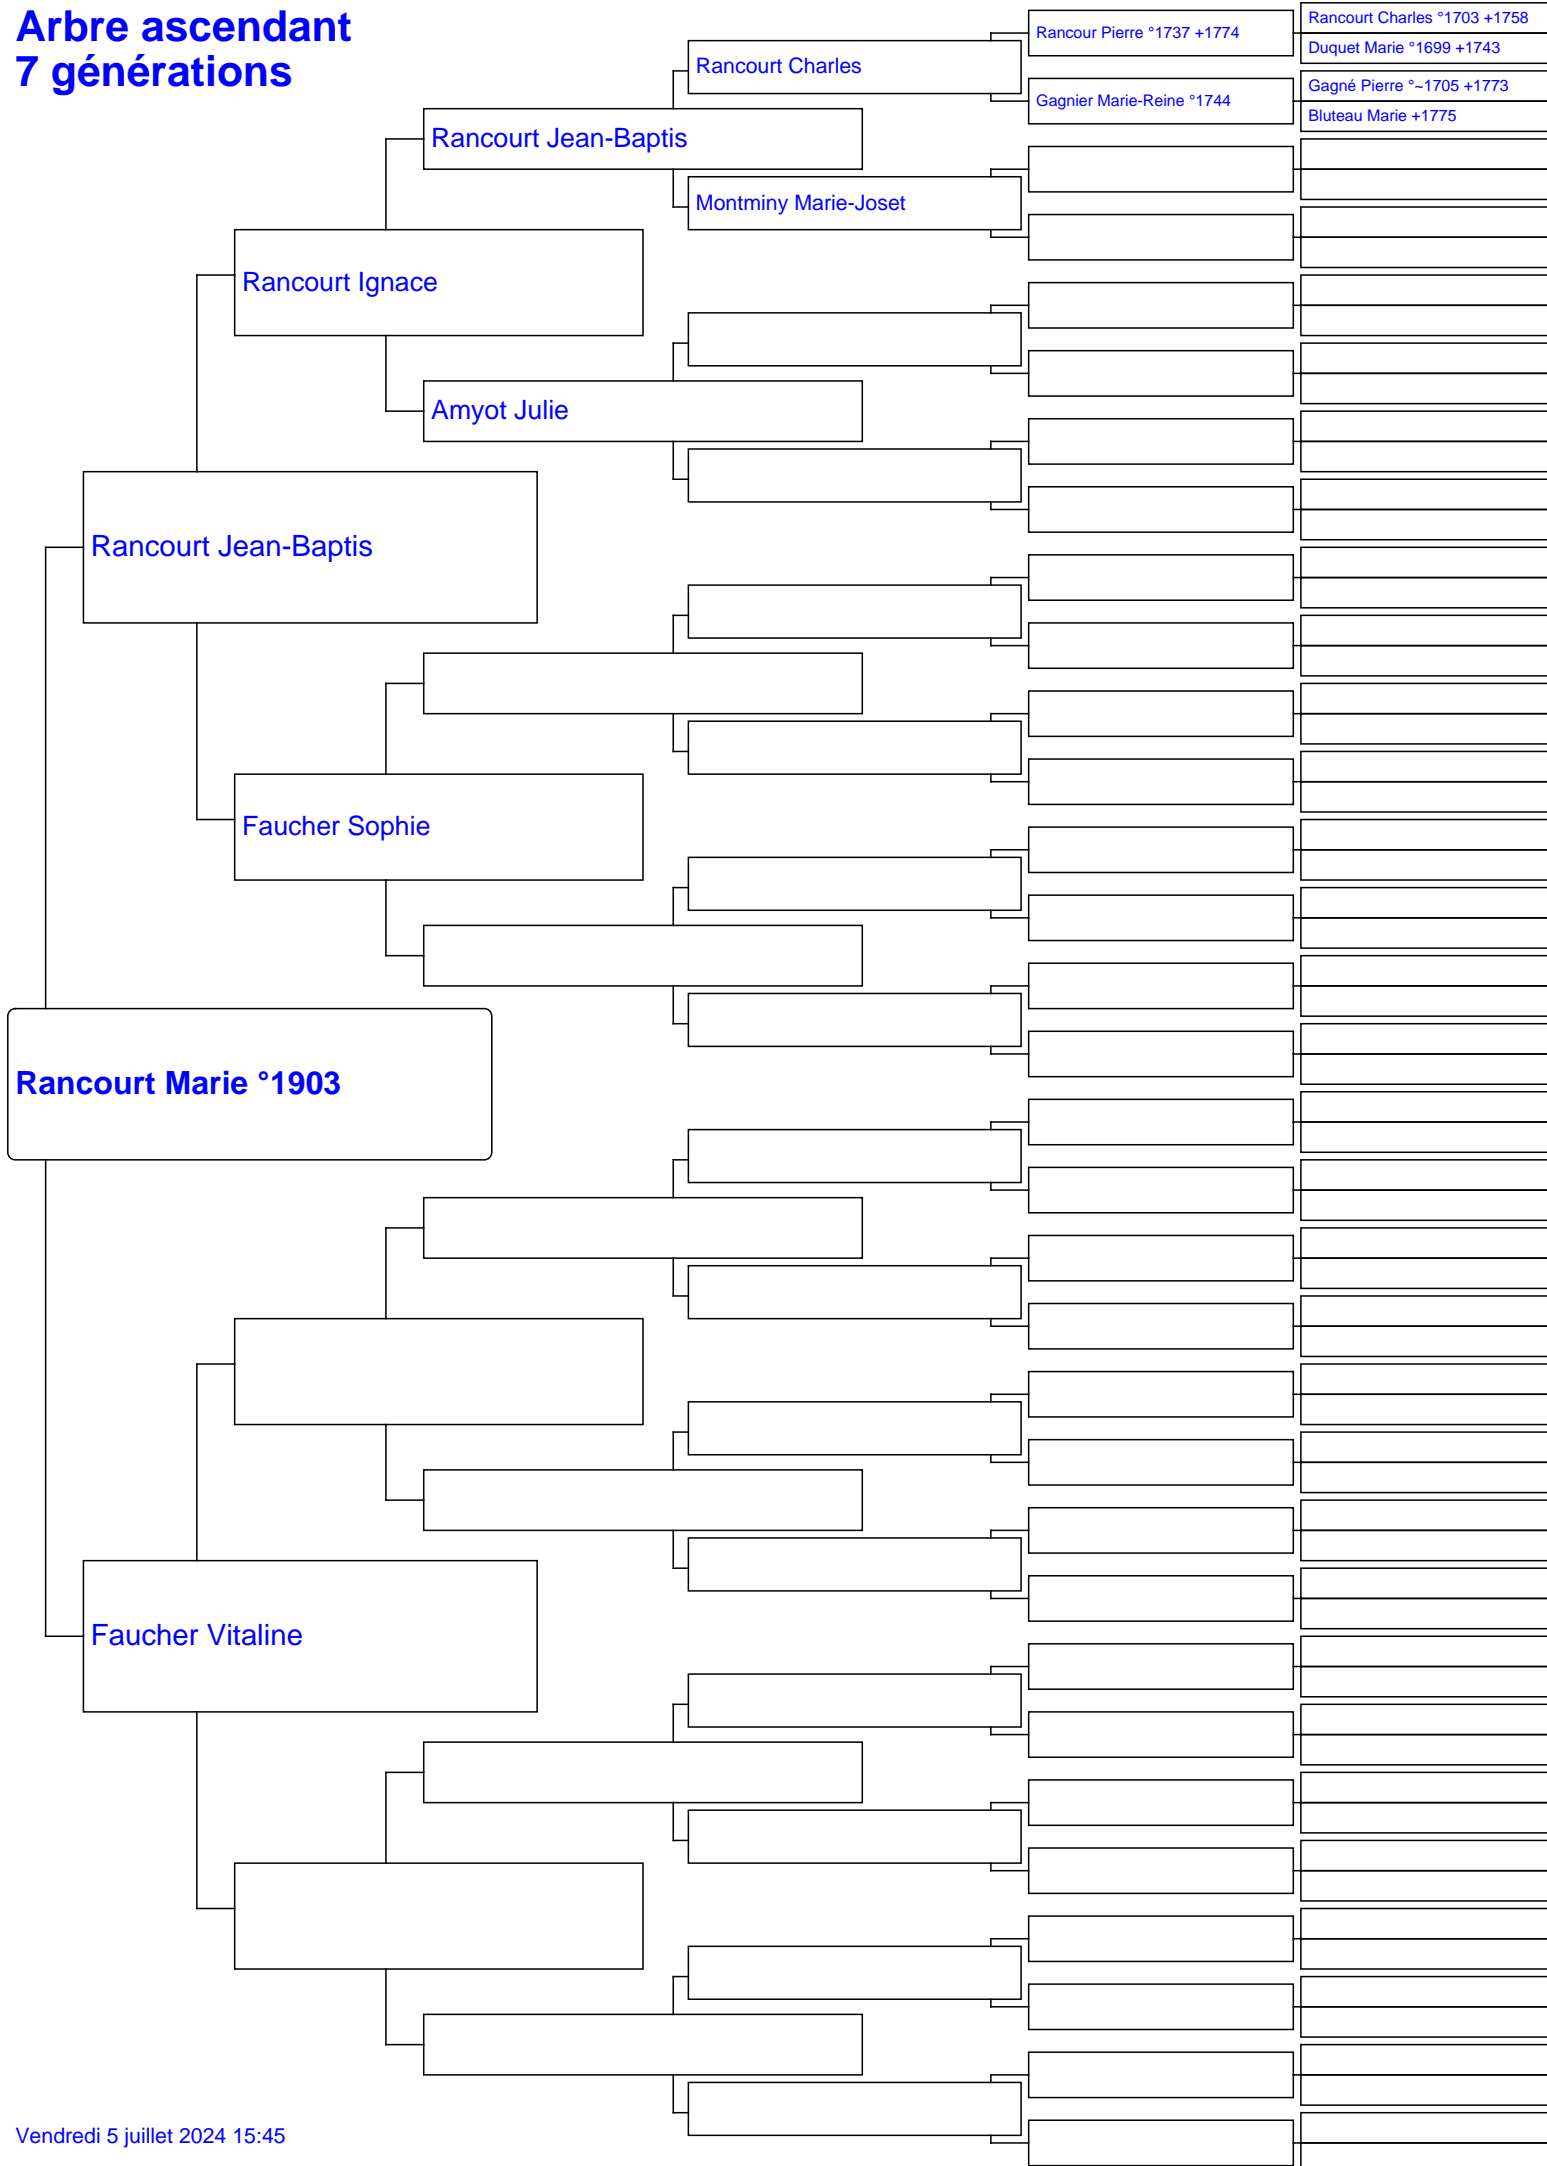 Arbre ascendant
7 générations
Rancourt Charles °1703 +1758
Rancour Pierre °1737 +1774
Duquet Marie °1699 +1743
Rancourt Charles
Gagné Pierre °~1705 +1773
Gagnier Marie-Reine °1744
Bluteau Marie +1775
Rancourt Jean-Baptis
Montminy Marie-Joset
Rancourt Ignace
Amyot Julie
Rancourt Jean-Baptis
Faucher Sophie
Rancourt Marie °1903
Faucher Vitaline
Vendredi 5 juillet 2024 15:45